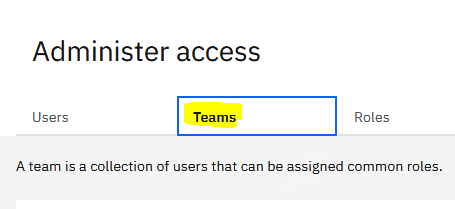 Administer access
Users Teams Roles
A team is a collection of users that can be assigned common roles.